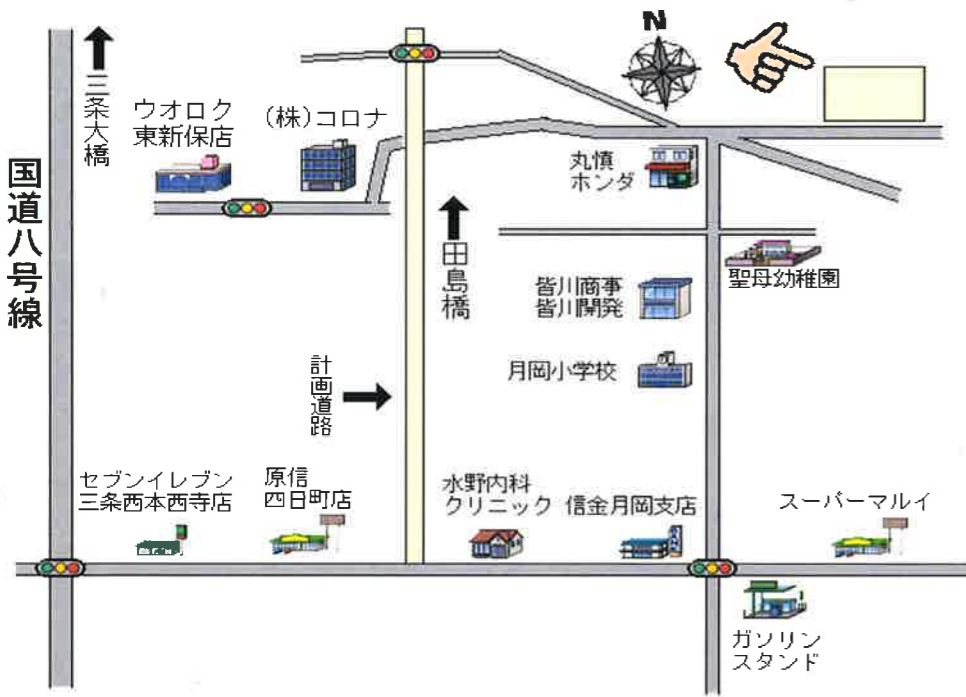 N
三条大橋
ウオロク
東新保店
(株)コロナ
丸慎
ホンダ
国道八号線
田島橋
聖母幼稚園
皆川商事
皆川開発
月岡小学校
計画道路
セブンイレブン
三条西本西寺店
原信
四日町店
水野内科
クリニック
信金月岡支店
スーパーマルイ
ガソリン
スタンド